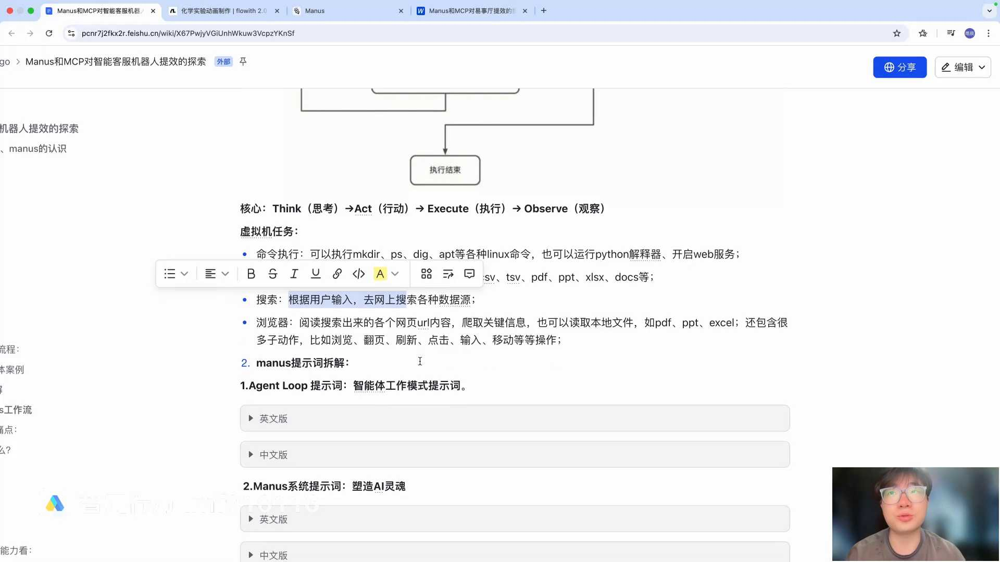 Manus和MCP对智能客服机器人
化学实验动画制作 | flowith 2.0
Manus
Manus和MCP对易事厅提效的
pcnr7j2fkx2r.feishu.cn/wiki/X67PwjyVGiUnhWkuw3VcpzYKnSf
皓辰
go > Manus和MCP对智能客服机器人提效的探索 外部
分享
编辑
机器人提效的探索
、manus的认识
流程：
体案例
s工作流
痛点：
么？
能力看：
执行结束
核心：Think（思考）→Act（行动）→ Execute（执行）→ Observe（观察）
虚拟机任务：
• 命令执行：可以执行mkdir、ps、dig、apt等各种linux命令，也可以运行python解释器、开启web服务；
sv、tsv、pdf、ppt、xlsx、docs等；
• 搜索：根据用户输入，去网上搜索各种数据源；
• 浏览器：阅读搜索出来的各个网页url内容，爬取关键信息，也可以读取本地文件，如pdf、ppt、excel；还包含很
多子动作，比如浏览、翻页、刷新、点击、输入、移动等等操作；
2. manus提示词拆解：
1.Agent Loop 提示词：智能体工作模式提示词。
英文版
中文版
2.Manus系统提示词：塑造AI灵魂
英文版
中文版